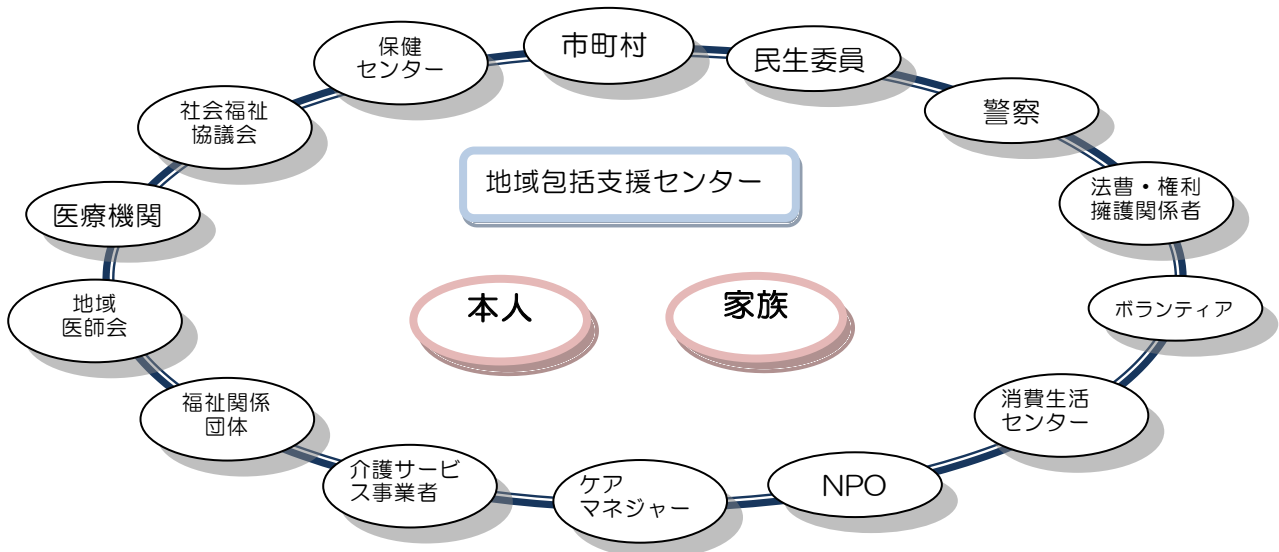 市町村
民生委員
警察
法曹・権利
擁護関係者
ボランティア
消費生活
センター
NPO
ケア
マネジャー
介護サービ
ス事業者
福祉関係
団体
地域
医師会
医療機関
社会福祉
協議会
保健
センター
地域包括支援センター
本人
家族